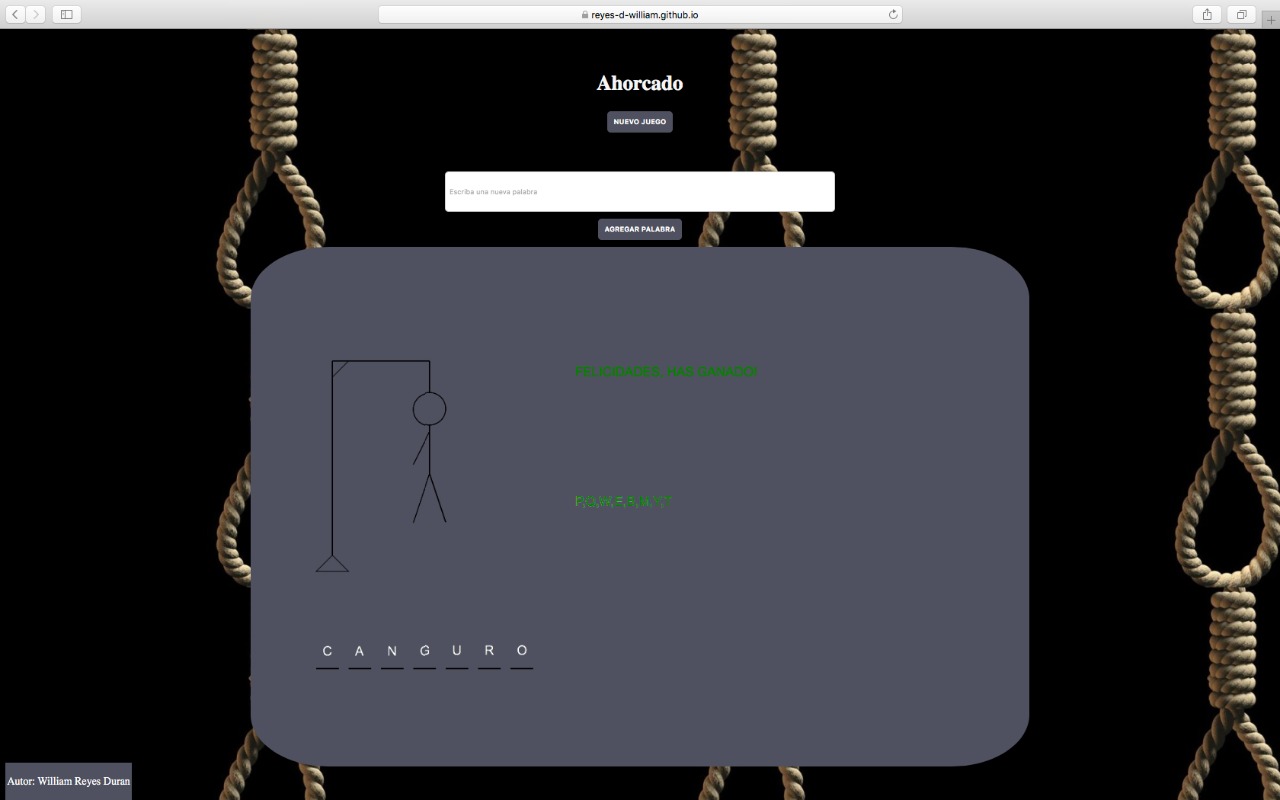 reyes-d-william.github.io
Ahorcado
NUEVO JUEGO
Escriba una nueva palabra
AGREGAR PALABRA
FELICIDADES, HAS GANADO!
C A N G U R O
Autor: William Reyes Duran